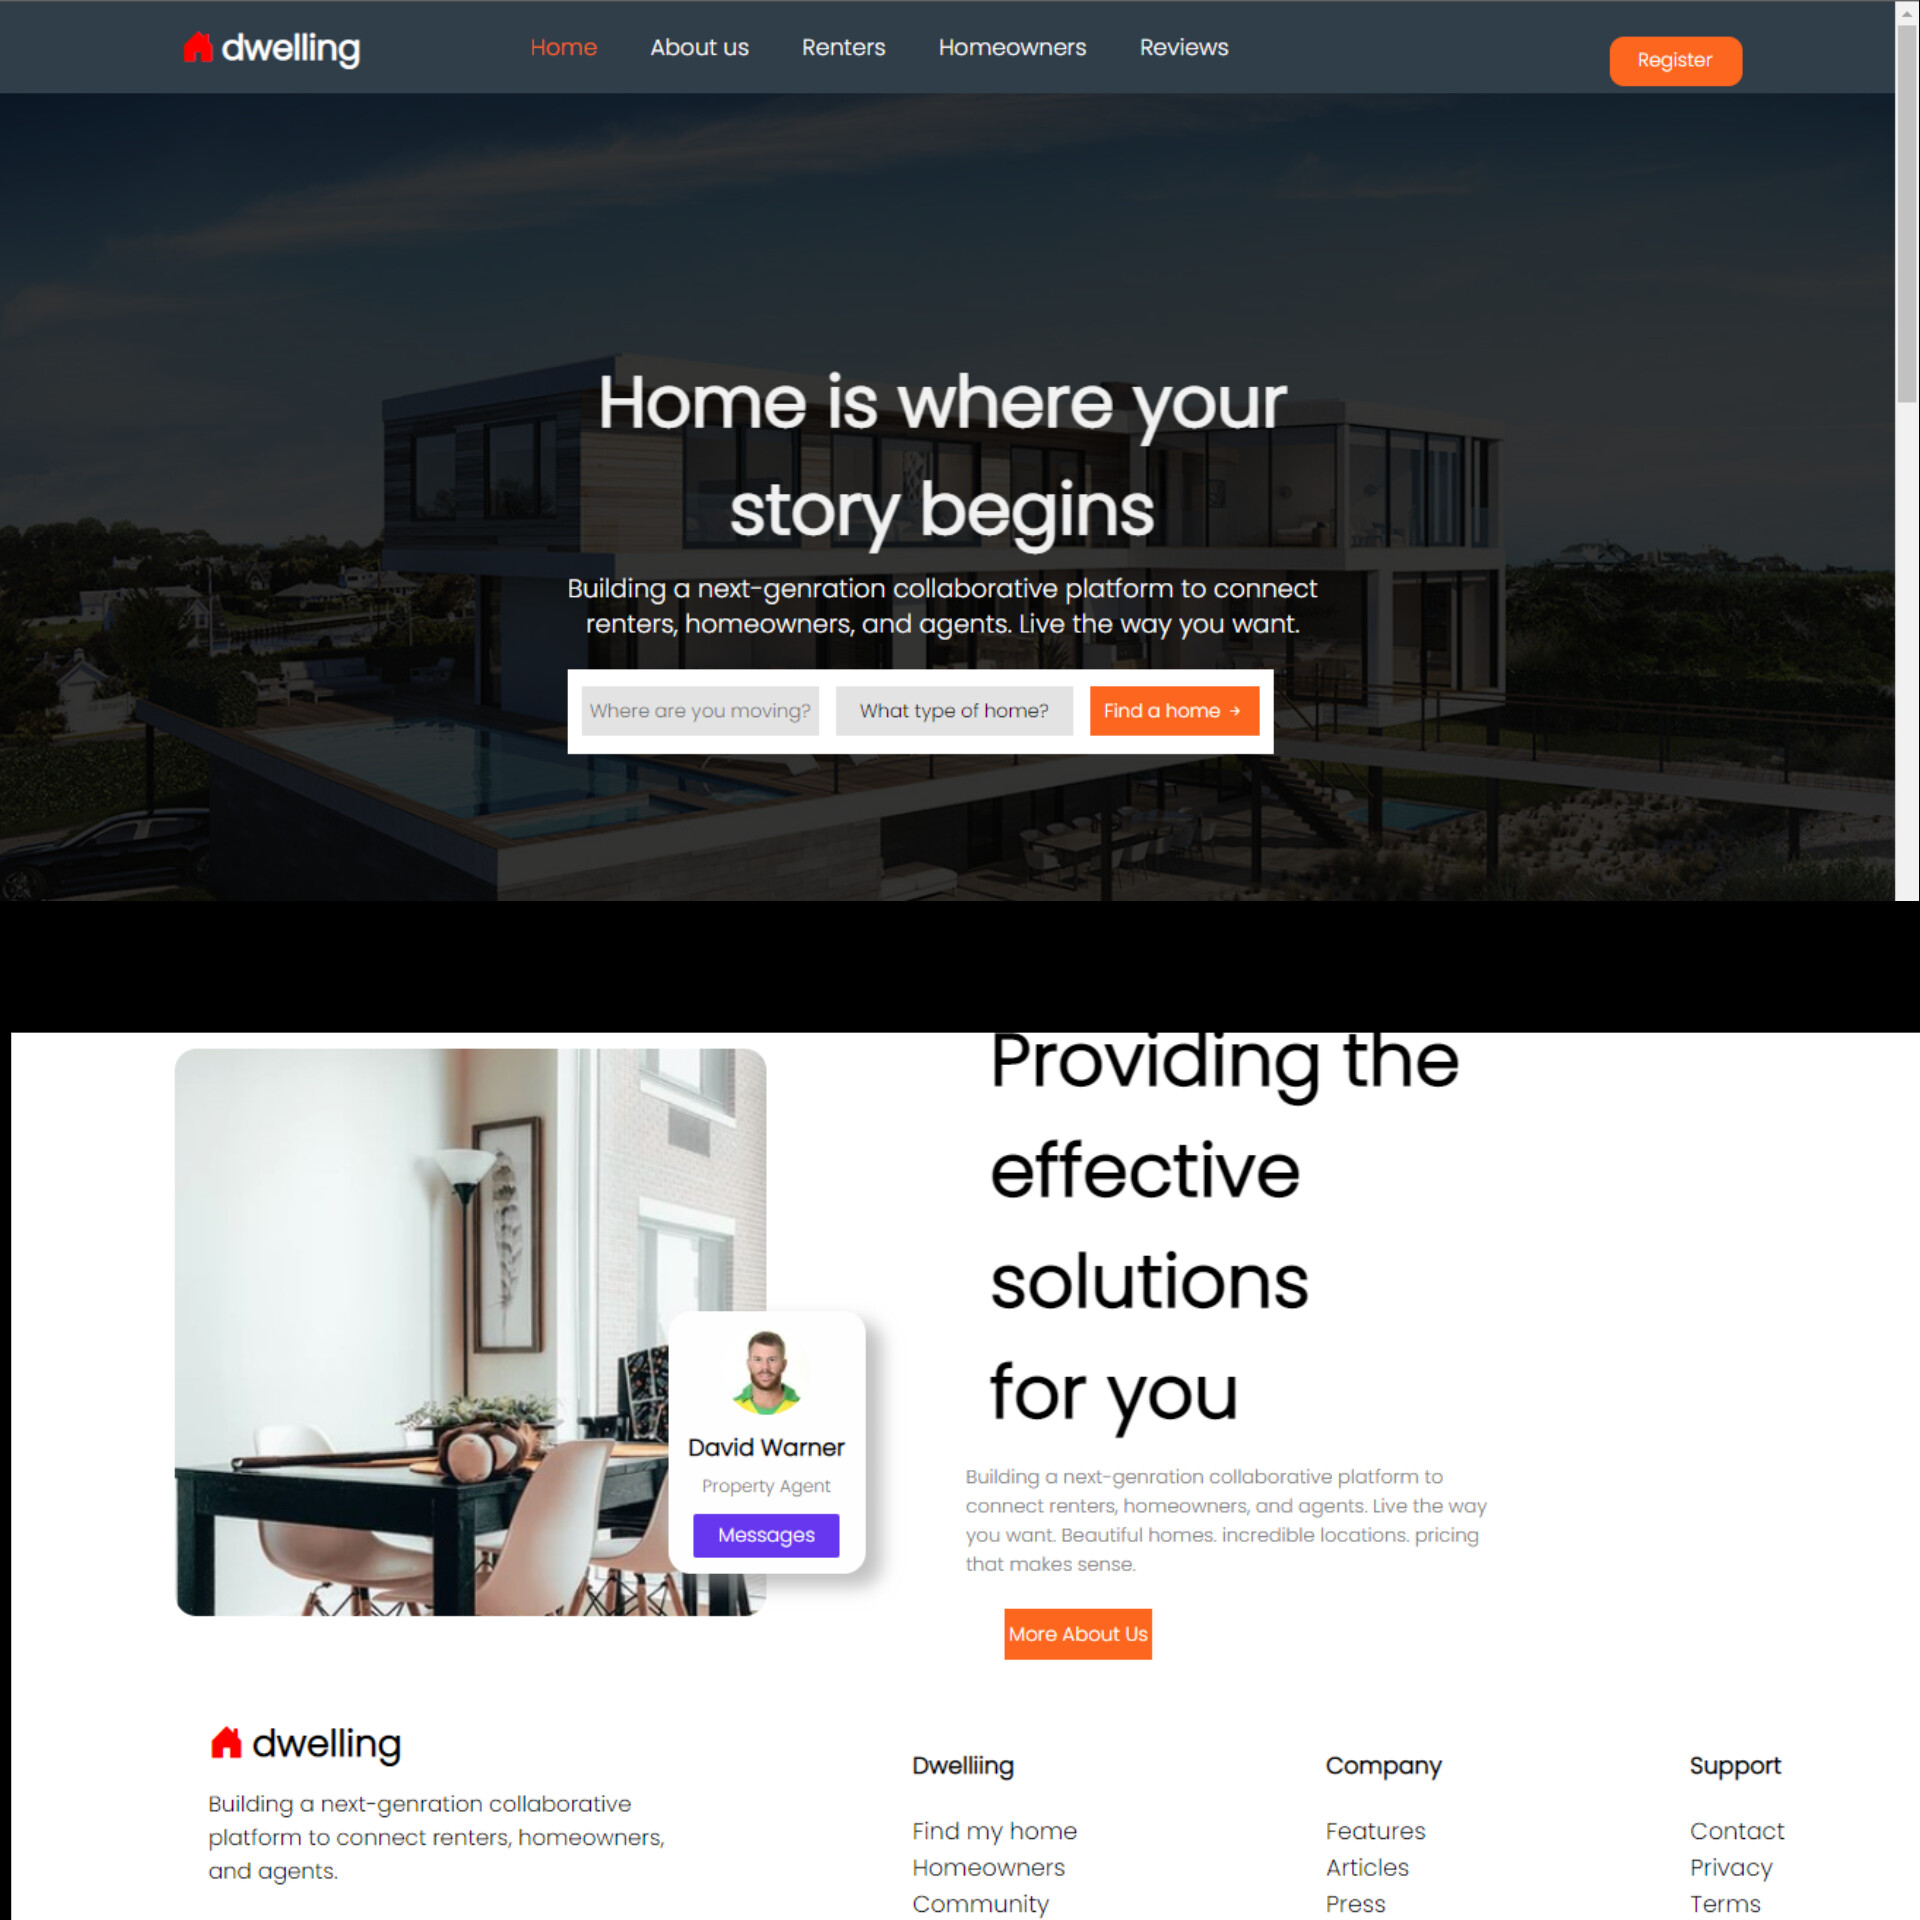 dwelling
Home
About us
Renters
Homeowners
Reviews
Register
Home is where your
story begins
Building a next-genration collaborative platform to connect
renters, homeowners, and agents. Live the way you want.
Where are you moving?
What type of home?
Find a home →
Providing the
effective
solutions
for you
David Warner
Property Agent
Messages
Building a next-genration collaborative platform to
connect renters, homeowners, and agents. Live the way
you want. Beautiful homes. incredible locations. pricing
that makes sense.
More About Us
dwelling
Building a next-genration collaborative
platform to connect renters, homeowners,
and agents.
Dwelliing
Find my home
Homeowners
Community
Company
Features
Articles
Press
Support
Contact
Privacy
Terms